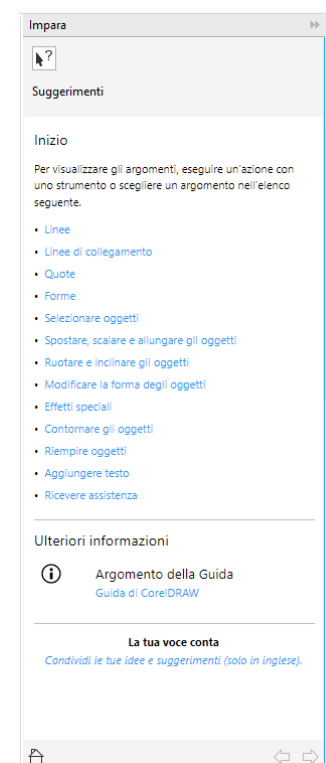 Impara
Suggerimenti
Inizio
Per visualizzare gli argomenti, eseguire un'azione con
uno strumento o scegliere un argomento nell'elenco
seguente.
• Linee
• Linee di collegamento
• Quote
• Forme
• Selezionare oggetti
• Spostare, scalare e allungare gli oggetti
• Ruotare e inclinare gli oggetti
• Modificare la forma degli oggetti
• Effetti speciali
• Contornare gli oggetti
• Riempire oggetti
• Aggiungere testo
• Ricevere assistenza
Ulteriori informazioni
Argomento della Guida
Guida di CorelDRAW
La tua voce conta
Condividi le tue idee e suggerimenti (solo in inglese).